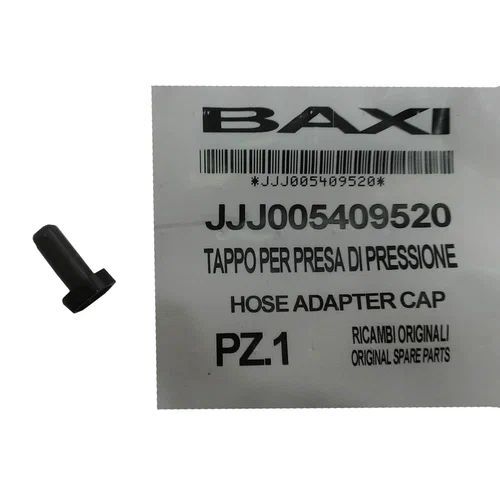 BAXI
*JJJ005409520*
JJJ005409520
TAPPO PER PRESA DI PRESSIONE
HOSE ADAPTER CAP
PZ.1
RICAMBI ORIGINALI
ORIGINAL SPARE PARTS